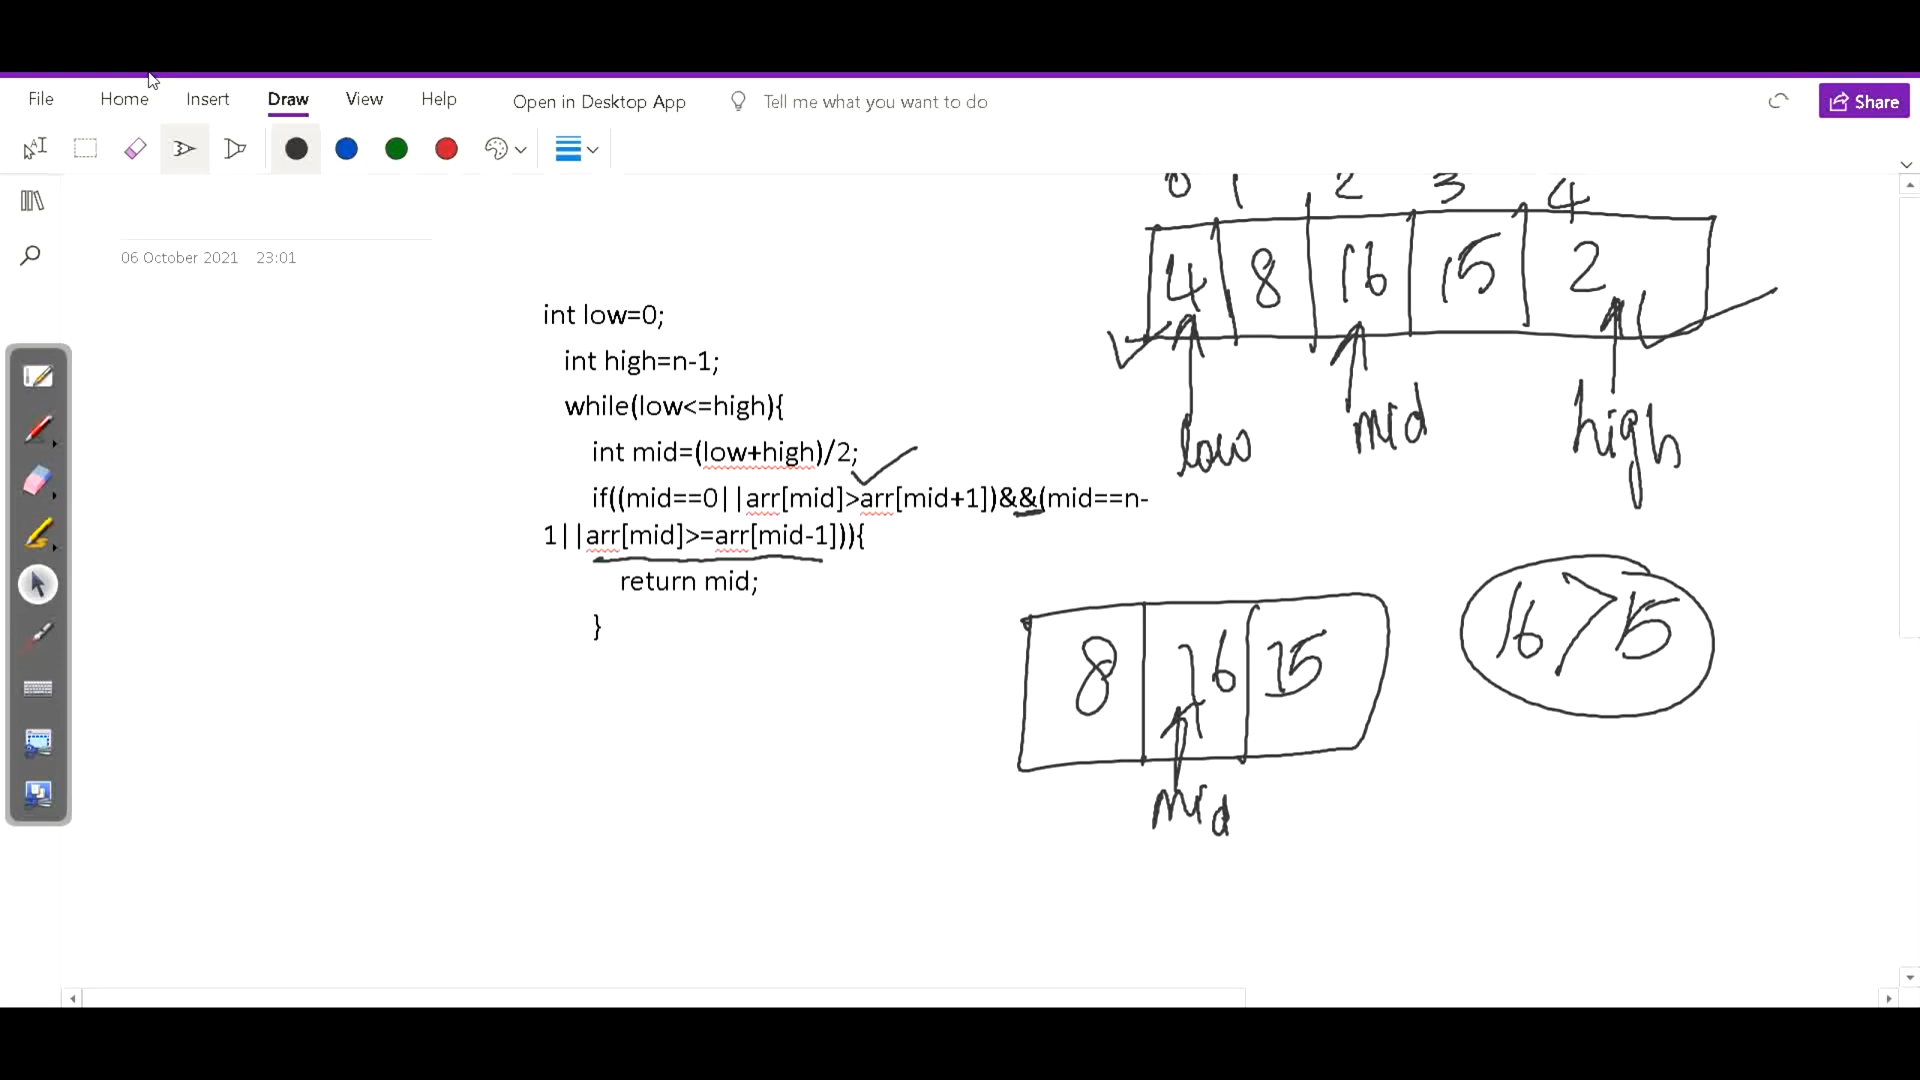 File Home Insert Draw View Help Open in Desktop App Tell me what you want to do Share
06 October 2021 23:01
int low=0;
int high=n-1;
while(low<=high){
int mid=(low+high)/2;
if((mid==0||arr[mid]>arr[mid+1])&&(mid==n-
1||arr[mid]>=arr[mid-1])){
return mid;
}
0 1 2 3 4
4 8 16 15 2
low mid high
8 16 15
mid
16>15